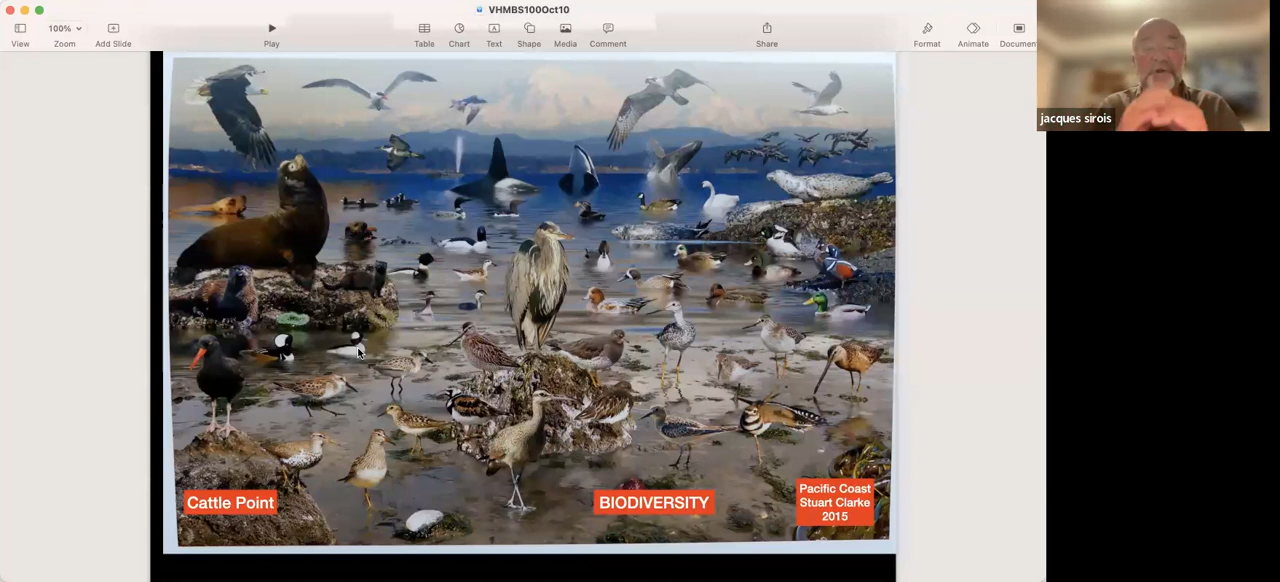 VHMBS100Oct10
100%
View
Zoom
Add Slide
Play
Table
Chart
Text
Shape
Media
Comment
Share
Format
Animate
Documen
jacques sirois
Cattle Point
BIODIVERSITY
Pacific Coast
Stuart Clarke
2015